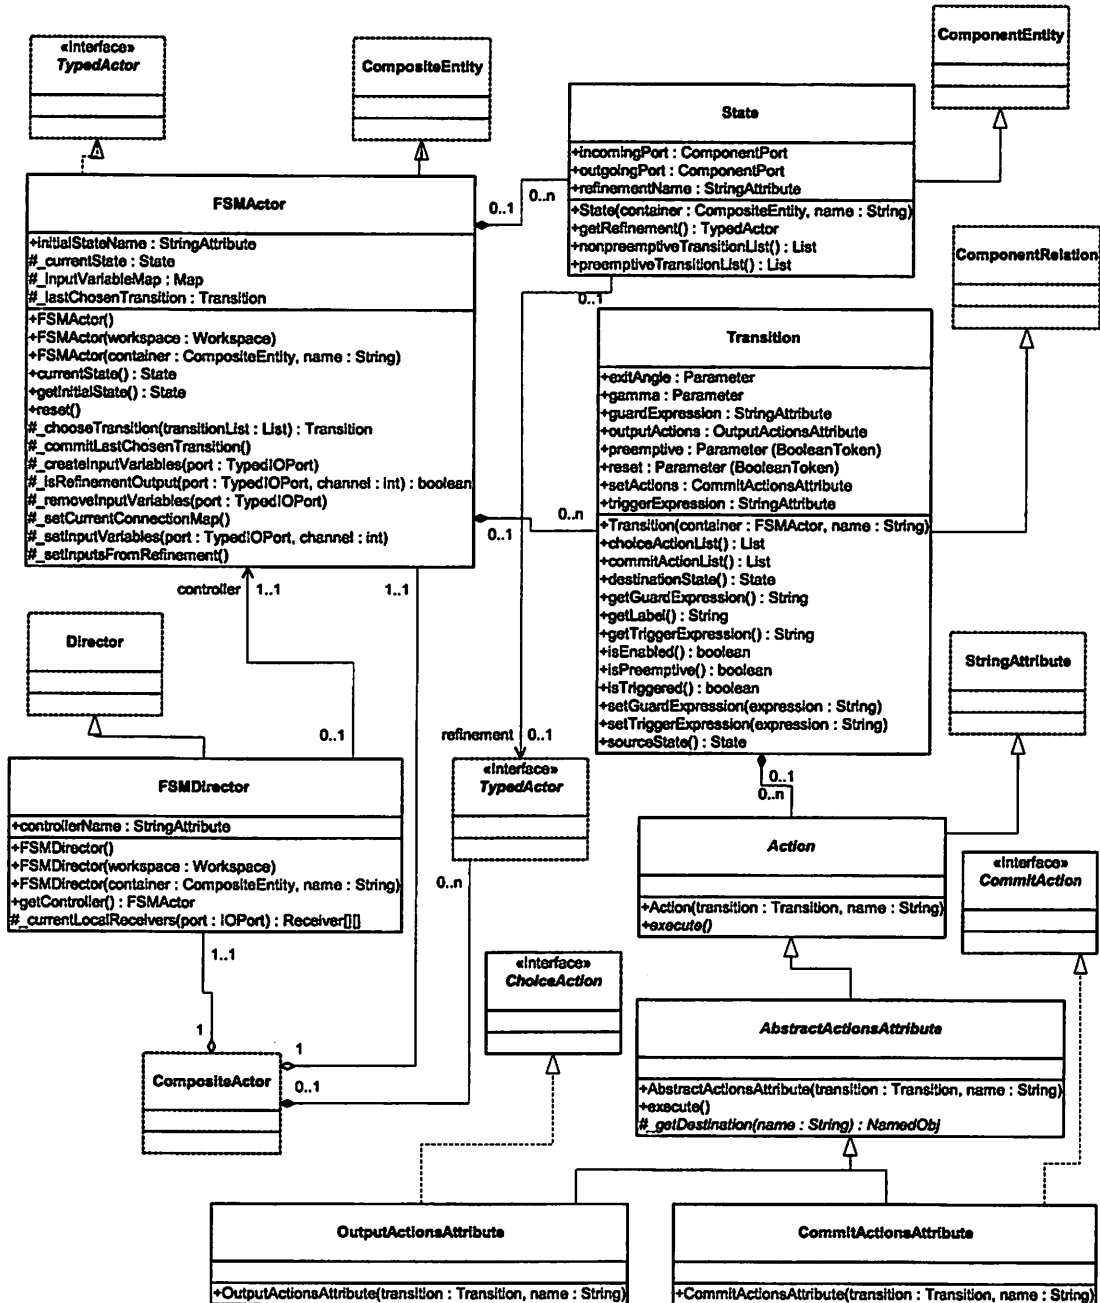 «Interface»
TypedActor
CompositeEntity
ComponentEntity
State
+incomingPort : ComponentPort
+outgoingPort : ComponentPort
+refinementName : StringAttribute
+State(container : CompositeEntity, name : String)
+getRefinement() : TypedActor
+nonpreemptiveTransitionList() : List
+preemptiveTransitionList() : List
FSMActor
+initialStateName : StringAttribute
#_currentState : State
#_inputVariableMap : Map
#_lastChosenTransition : Transition
+FSMActor()
+FSMActor(workspace : Workspace)
+FSMActor(container : CompositeEntity, name : String)
+currentState() : State
+getInitialState() : State
+reset()
#_chooseTransition(transitionList : List) : Transition
#_commitLastChosenTransition()
#_createInputVariables(port : TypedIOPort)
#_isRefinementOutput(port : TypedIOPort, channel : int) : boolean
#_removeInputVariables(port : TypedIOPort)
#_setCurrentConnectionMap()
#_setInputVariables(port : TypedIOPort, channel : int)
#_setInputsFromRefinement()
0..1
0..n
0..1
ComponentRelation
Transition
+exitAngle : Parameter
+gamma : Parameter
+guardExpression : StringAttribute
+outputActions : OutputActionsAttribute
+preemptive : Parameter (BooleanToken)
+reset : Parameter (BooleanToken)
+setActions : CommitActionsAttribute
+triggerExpression : StringAttribute
+Transition(container : FSMActor, name : String)
+choiceActionList() : List
+commitActionList() : List
+destinationState() : State
+getGuardExpression() : String
+getLabel() : String
+getTriggerExpression() : String
+isEnabled() : boolean
+isPreemptive() : boolean
+isTriggered() : boolean
+setGuardExpression(expression : String)
+setTriggerExpression(expression : String)
+sourceState() : State
0..n
0..1
controller
1..1
1..1
Director
StringAttribute
0..1
refinement
0..1
FSMDirector
+controllerName : StringAttribute
+FSMDirector()
+FSMDirector(workspace : Workspace)
+FSMDirector(container : CompositeEntity, name : String)
+getController() : FSMActor
#_currentLocalReceivers(port : IOPort) : Receiver[][]
«Interface»
TypedActor
0..1
0..n
Action
+Action(transition : Transition, name : String)
+execute()
«Interface»
CommitAction
0..n
1..1
«Interface»
ChoiceAction
AbstractActionsAttribute
+AbstractActionsAttribute(transition : Transition, name : String)
+execute()
#_getDestination(name : String) : NamedObj
1
1
0..1
CompositeActor
OutputActionsAttribute
+OutputActionsAttribute(transition : Transition, name : String)
CommitActionsAttribute
+CommitActionsAttribute(transition : Transition, name : String)